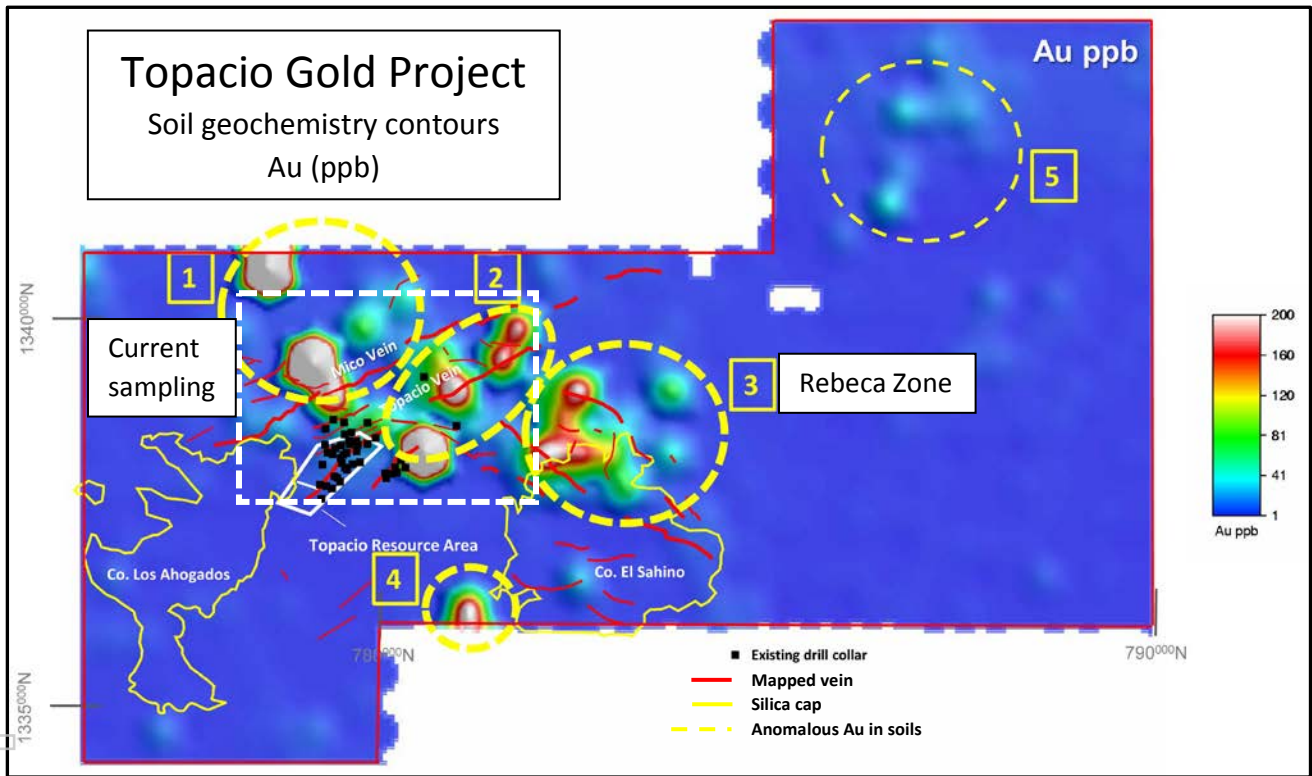 Topacio Gold Project
Soil geochemistry contours
Au (ppb)
Au ppb
5
1
2
1340000N
Current
sampling
Mico Vein
Topacio Vein
3
Rebeca Zone
200
160
120
81
41
1
Au ppb
Topacio Resource Area
Co. Los Ahogados
4
Co. El Sahino
780000N
790000N
1335000N
Existing drill collar
Mapped vein
Silica cap
Anomalous Au in soils